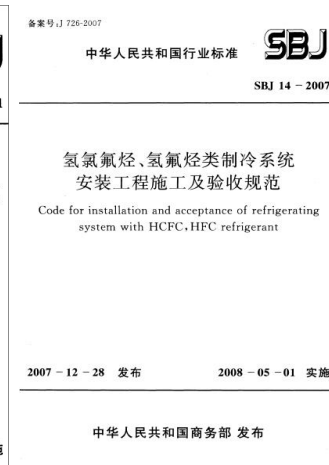 备案号:J 726-2007
中华人民共和国行业标准
SBJ
SBJ 14-2007
氢氯氟烃、氢氟烃类制冷系统
安装工程施工及验收规范
Code for installation and acceptance of refrigerating
system with HCFC,HFC refrigerant
2007-12-28 发布
2008-05-01 实施
中华人民共和国商务部 发布